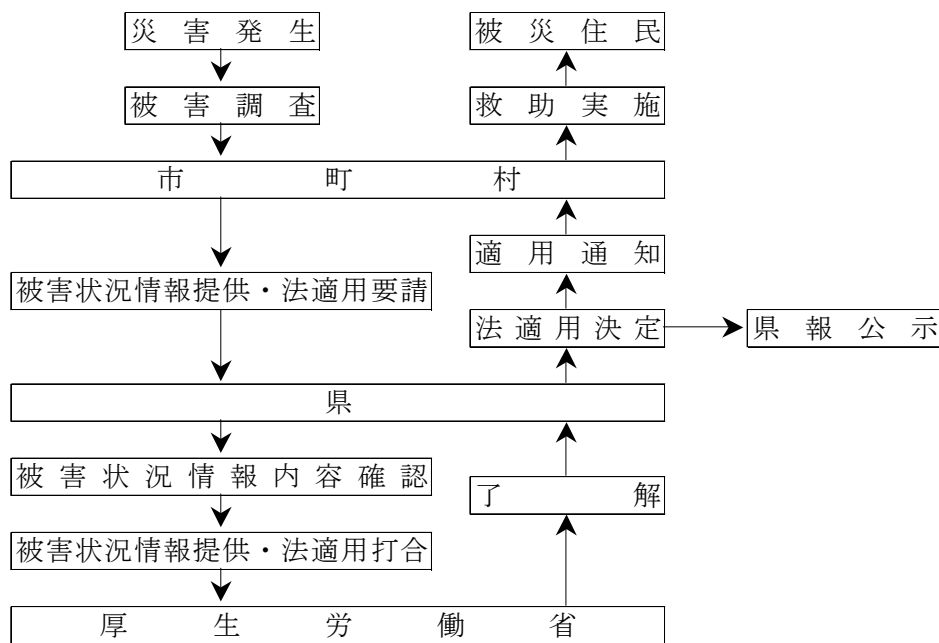 災害発生
被災住民
被害調査
救助実施
市町村
適用通知
被害状況情報提供・法適用要請
法適用決定
県報公示
県
被害状況情報内容確認
了解
被害状況情報提供・法適用打合
厚生労働省